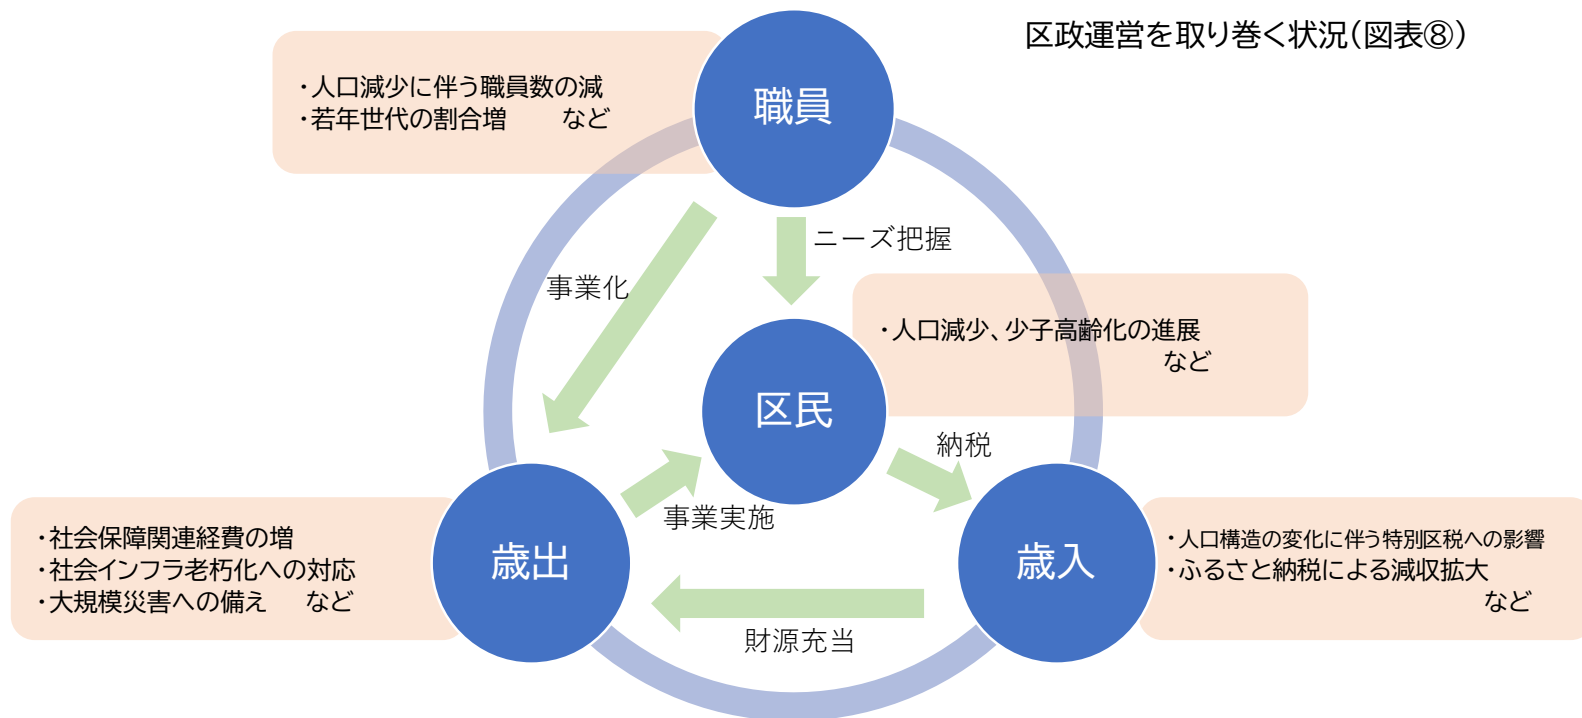 区政運営を取り巻く状況（図表⑧）
職員
・人口減少に伴う職員数の減
・若年世代の割合増　　など
ニーズ把握
事業化
・人口減少、少子高齢化の進展
など
区民
納税
事業実施
歳出
・社会保障関連経費の増
・社会インフラ老朽化への対応
・大規模災害への備え　など
歳入
・人口構造の変化に伴う特別区税への影響
・ふるさと納税による減収拡大
など
財源充当